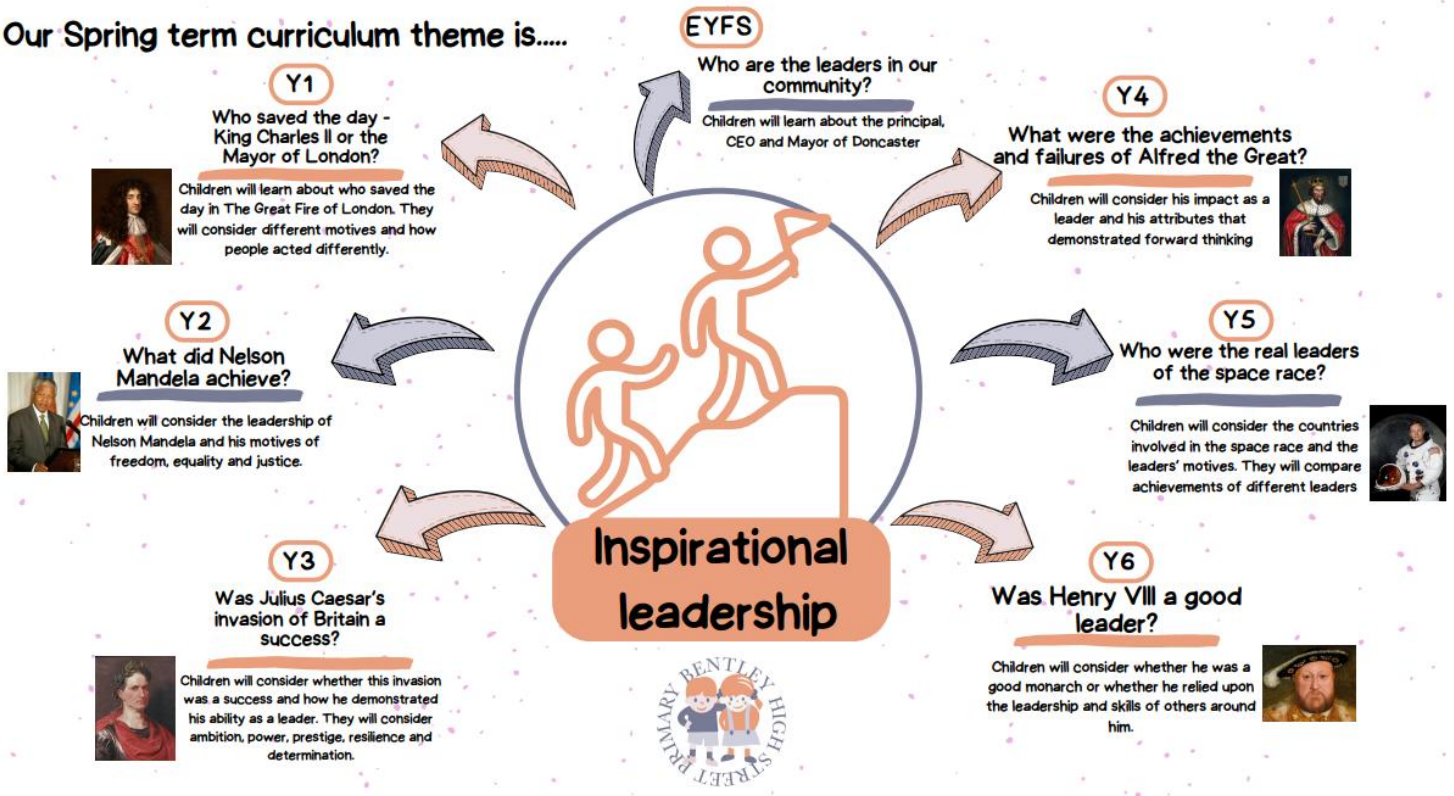 Our Spring term curriculum theme is.....
EYFS
Who are the leaders in our
community?
Children will learn about the principal,
CEO and Mayor of Doncaster
Y1
Who saved the day -
King Charles II or the
Mayor of London?
Children will learn about who saved the
day in The Great Fire of London. They
will consider different motives and how
people acted differently.
Y2
What did Nelson
Mandela achieve?
Children will consider the leadership of
Nelson Mandela and his motives of
freedom, equality and justice.
Y3
Was Julius Caesar's
invasion of Britain a
success?
Children will consider whether this invasion
was a success and how he demonstrated
his ability as a leader. They will consider
ambition, power, prestige, resilience and
determination.
Y4
What were the achievements
and failures of Alfred the Great?
Children will consider his impact as a
leader and his attributes that
demonstrated forward thinking
Y5
Who were the real leaders
of the space race?
Children will consider the countries
involved in the space race and the
leaders' motives. They will compare
achievements of different leaders
Y6
Was Henry VIII a good
leader?
Children will consider whether he was a
good monarch or whether he relied upon
the leadership and skills of others around
him.
Inspirational
leadership
BENTLEY HIGH STREET PRIMARY